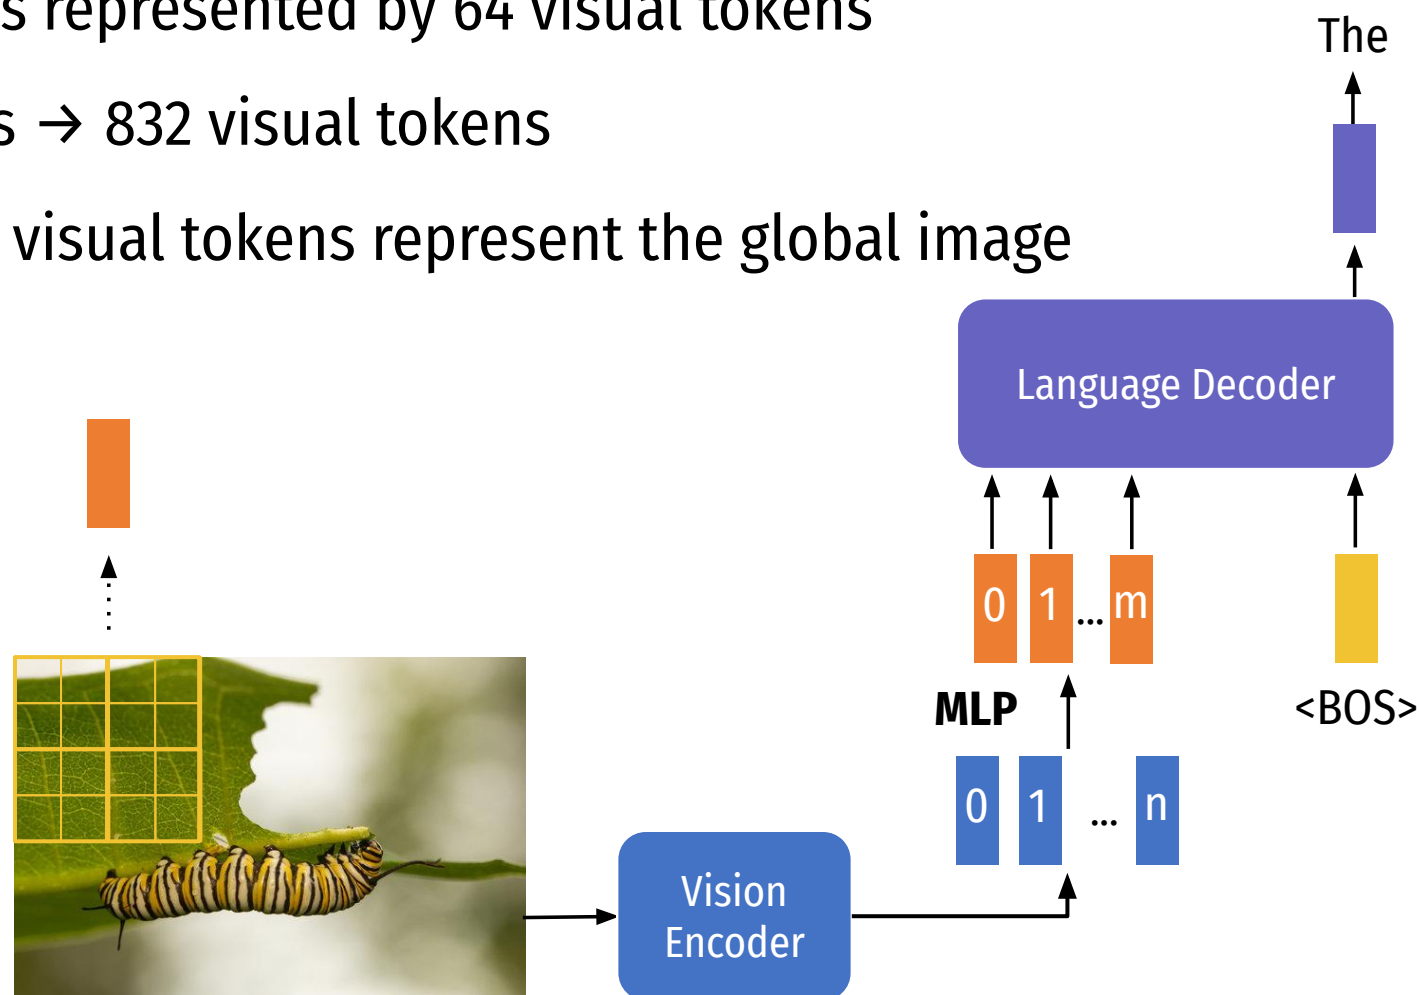 s represented by 64 visual tokens
s → 832 visual tokens
visual tokens represent the global image
The
Language Decoder
0 1 ... m
MLP
<BOS>
0 1 ... n
Vision
Encoder